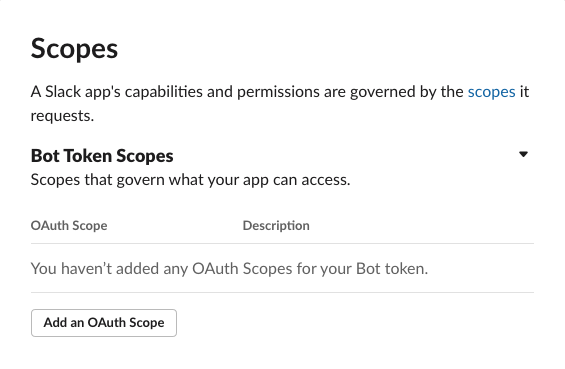 Scopes
A Slack app's capabilities and permissions are governed by the scopes it
requests.
Bot Token Scopes
Scopes that govern what your app can access.
OAuth Scope Description
You haven't added any OAuth Scopes for your Bot token.
Add an OAuth Scope